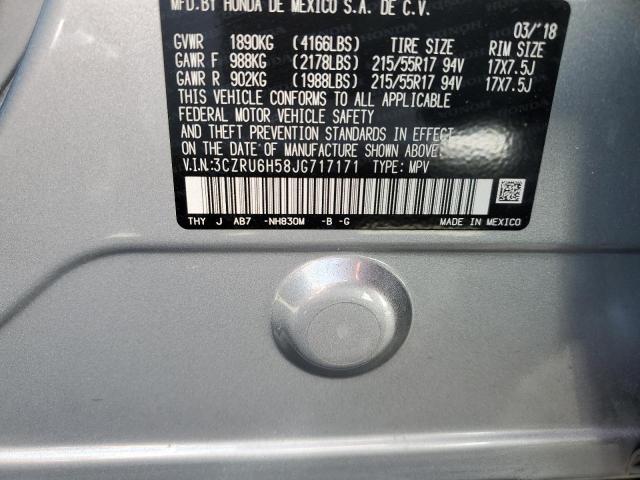 MFD.BY HONDA DE MEXICO S.A. DE C.V.
03/'18
GVWR 1890KG (4166LBS) TIRE SIZE RIM SIZE
GAWR F 988KG (2178LBS) 215/55R17 94V 17X7.5J
GAWR R 902KG (1988LBS) 215/55R17 94V 17X7.5J
THIS VEHICLE CONFORMS TO ALL APPLICABLE
FEDERAL MOTOR VEHICLE SAFETY
AND THEFT PREVENTION STANDARDS IN EFFECT
ON THE DATE OF MANUFACTURE SHOWN ABOVE.
V.I.N:3CZRU6H58JG717171 TYPE: MPV
THY J AB7 -NH830M -B -G MADE IN MEXICO